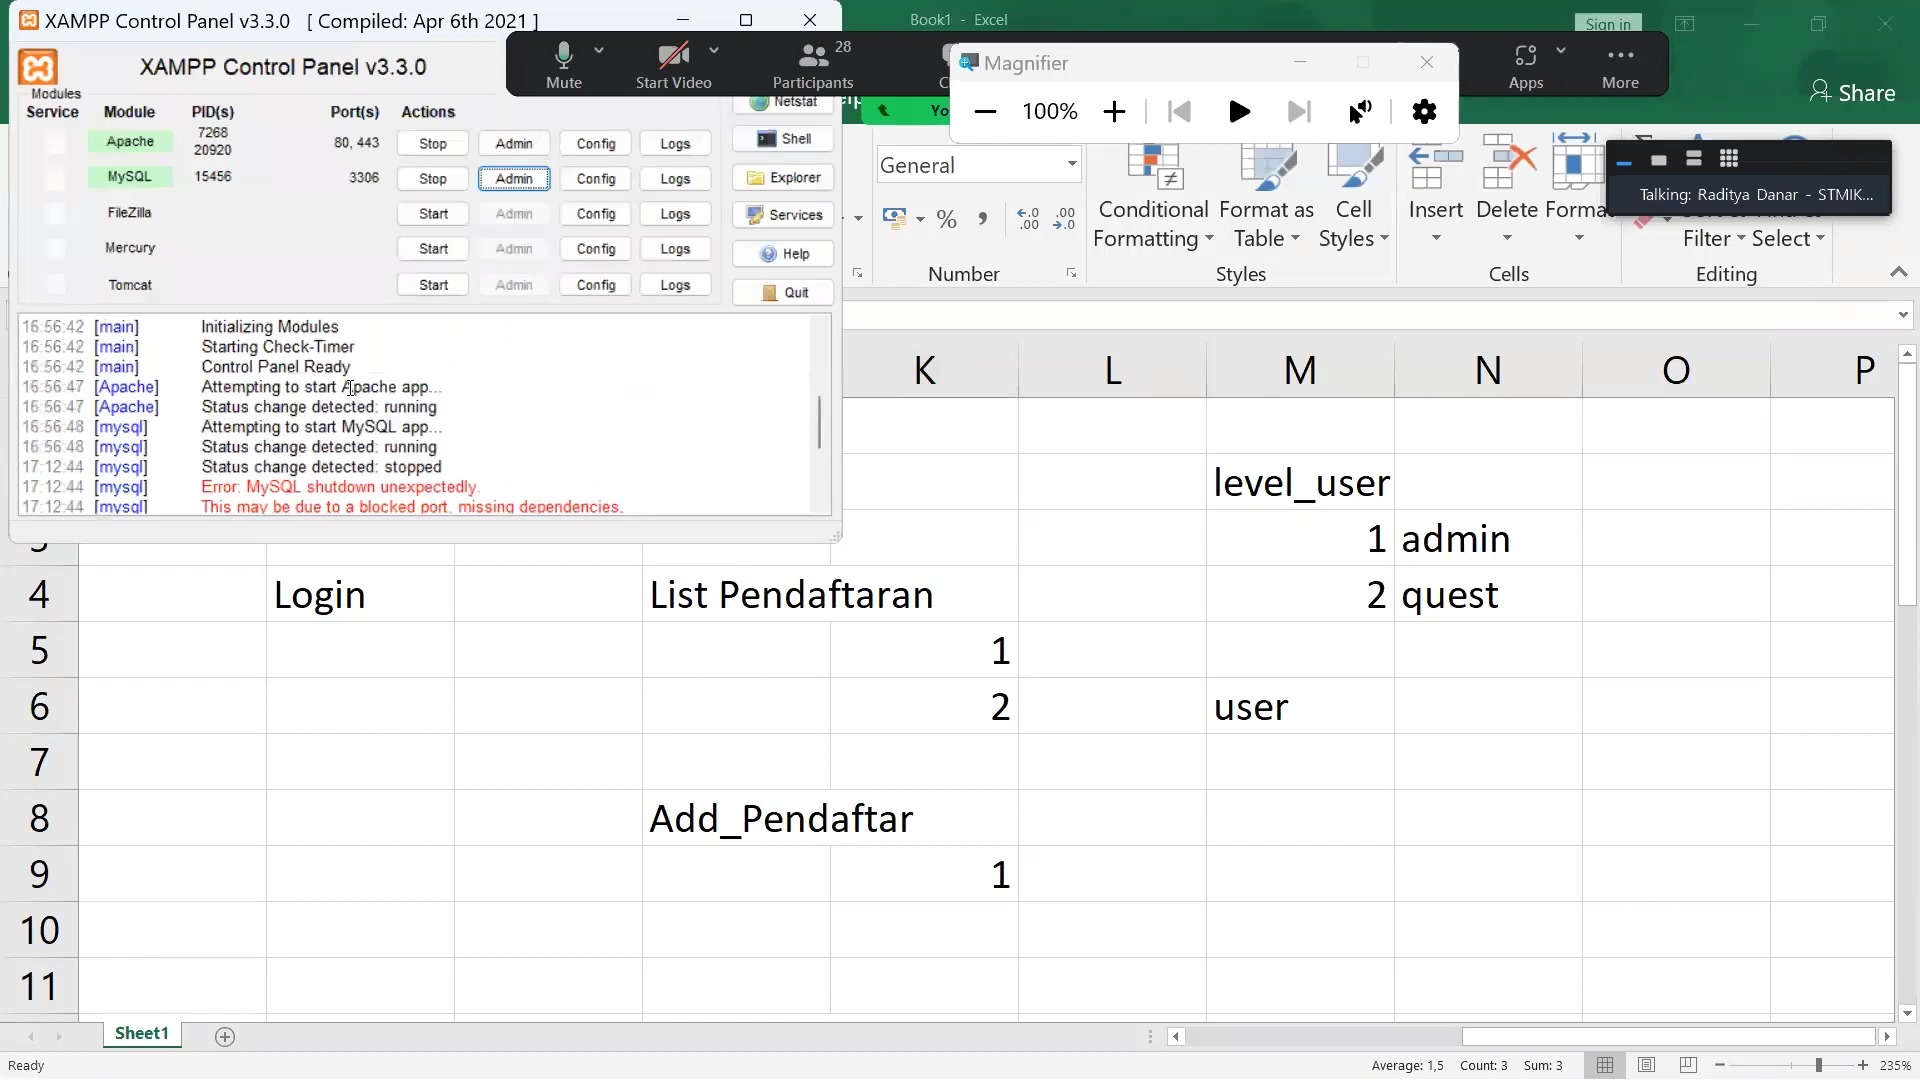 XAMPP Control Panel v3.3.0 [ Compiled: Apr 6th 2021 ]
Book1 - Excel
Sign in
XAMPP Control Panel v3.3.0
Mute
Start Video
28
Participants
Magnifier
Apps
More
Share
100%
Modules
Service Module PID(s) Port(s) Actions
Netstat
Apache 7268 20920 80, 443 Stop Admin Config Logs
Shell
MySQL 15456 3306 Stop Admin Config Logs
Explorer
FileZilla Start Admin Config Logs
Services
Mercury Start Admin Config Logs
Help
Tomcat Start Admin Config Logs
Quit
General
Talking: Raditya Danar - STMIK...
Conditional Formatting
Format as Table
Cell Styles
Insert
Delete
Forma
Filter
Select
Number
Styles
Cells
Editing
16:56:42 [main] Initializing Modules
16:56:42 [main] Starting Check-Timer
16:56:42 [main] Control Panel Ready
16:56:47 [Apache] Attempting to start Apache app...
16:56:47 [Apache] Status change detected: running
16:56:48 [mysql] Attempting to start MySQL app...
16:56:48 [mysql] Status change detected: running
17:12:44 [mysql] Status change detected: stopped
17:12:44 [mysql] Error: MySQL shutdown unexpectedly.
17:12:44 [mysql] This may be due to a blocked port, missing dependencies,
K L M N O P
level_user
1 admin
4 Login List Pendaftaran 2 quest
5 1
6 2 user
7
8 Add_Pendaftar
9 1
10
11
Sheet1
Ready
Average: 1,5 Count: 3 Sum: 3
235%